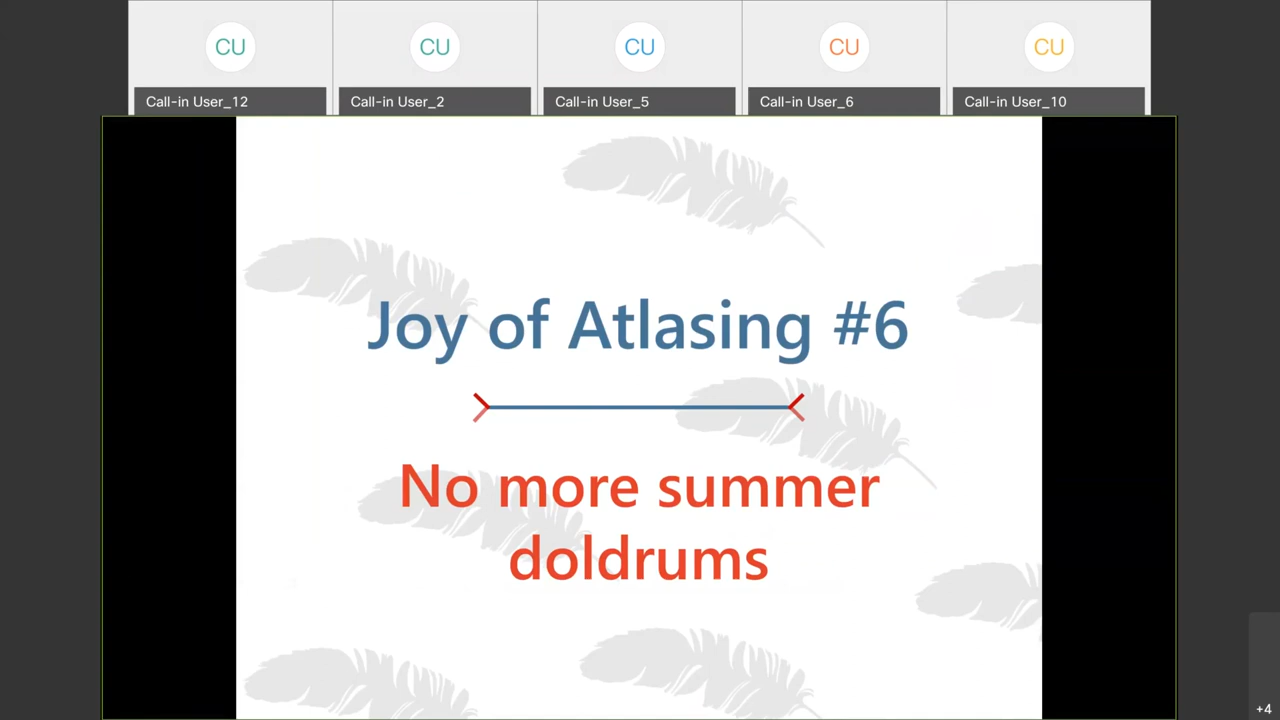 CU
CU
CU
CU
CU
Call-in User_12
Call-in User_2
Call-in User_5
Call-in User_6
Call-in User_10
Joy of Atlasing #6
No more summer
doldrums
+4